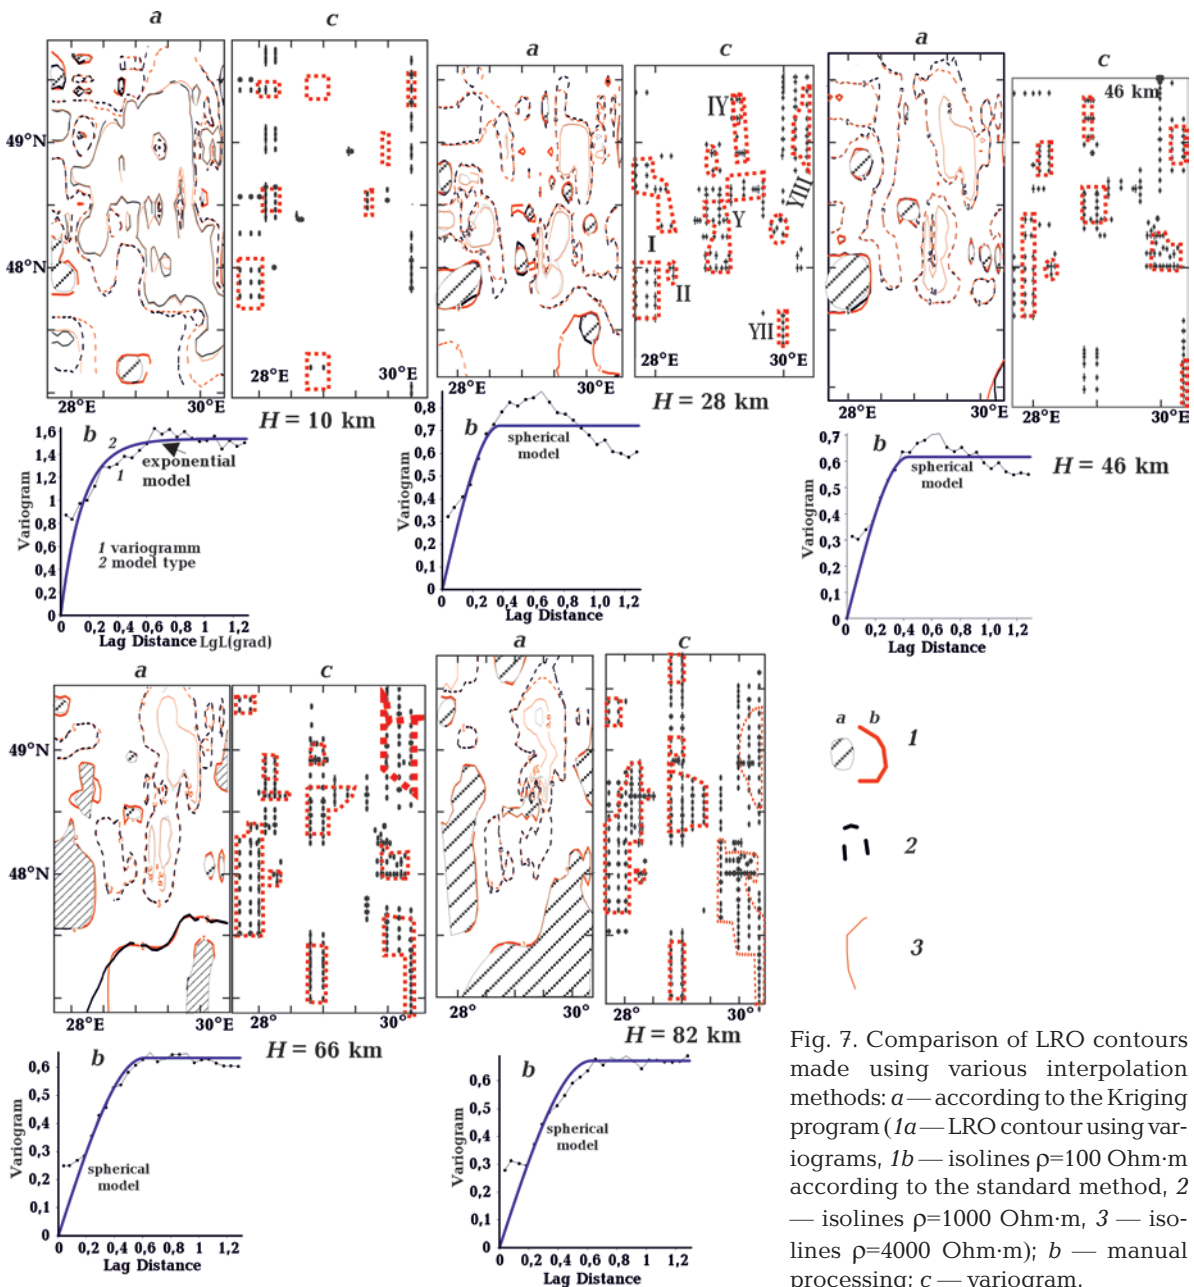 a
c
a
c
a
c
49°N
48°N
28°E
30°E
28°E
30°E
H = 10 km
IY
YIII
Y
I
II
YII
28°E
30°E
28°E
30°E
H = 28 km
46 km
28°E
30°E
28°E
30°E
H = 46 km
b
Variogram
1,6
1,4
1,2
1
0,8
0,6
0,4
0,2
0
2
exponential
model
1
1 variogramm
2 model type
0 0,2 0,4 0,6 0,8 1 1,2
Lag Distance LgL(grad)
b
Variogram
0,8
0,7
0,6
0,5
0,4
0,3
0,2
0,1
0
spherical
model
0 0,2 0,4 0,6 0,8 1 1,2
Lag Distance
b
Variogram
0,7
0,6
0,5
0,4
0,3
0,2
0,1
0
spherical
model
0 0,2 0,4 0,6 0,8 1,0 1,2
Lag Distance
a
c
a
c
49°N
48°N
28°E
30°E
28°
30°
H = 66 km
28°
30°
28°
30°
H = 82 km
b
Variogram
0,6
0,5
0,4
0,3
0,2
0,1
0
spherical
model
0 0,2 0,4 0,6 0,8 1 1,2
Lag Distance
b
Variogram
0,6
0,5
0,4
0,3
0,2
0,1
0
spherical
model
0 0,2 0,4 0,6 0,8 1 1,2
Lag Distance
a b
1
2
3
Fig. 7. Comparison of LRO contours
made using various interpolation
methods: a — according to the Kriging
program (1a — LRO contour using var-
iograms, 1b — isolines ρ=100 Ohm·m
according to the standard method, 2
— isolines ρ=1000 Ohm·m, 3 — iso-
lines ρ=4000 Ohm·m); b — manual
processing; c — variogram.